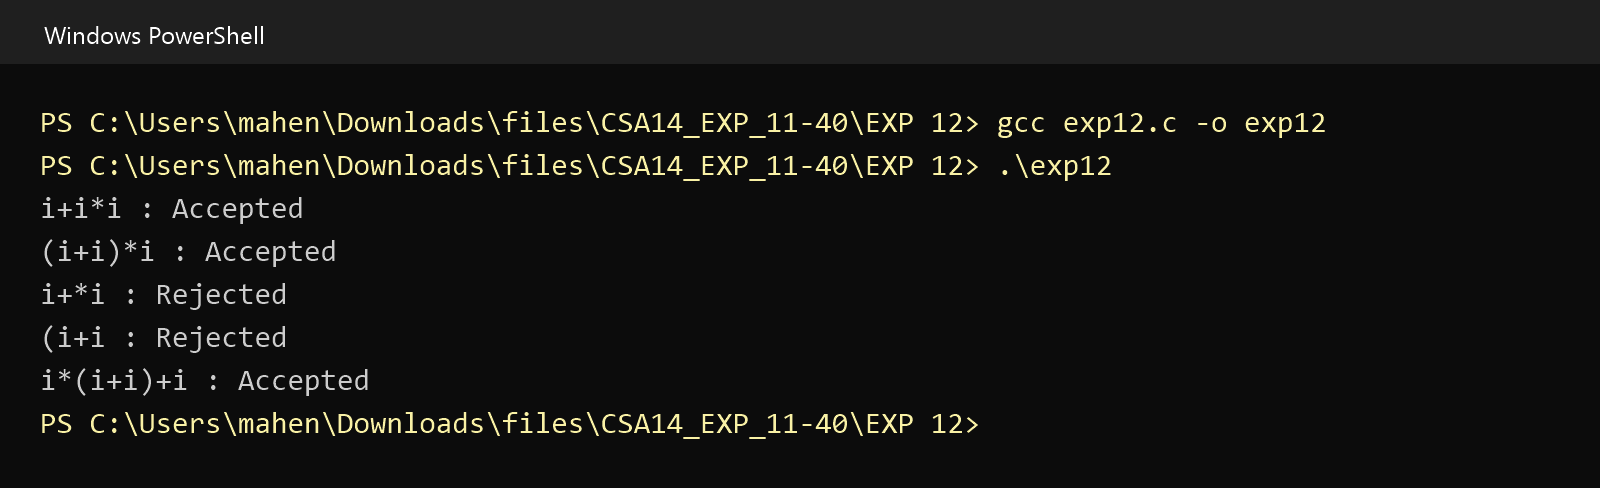 Windows PowerShell
PS C:\Users\mahen\Downloads\files\CSA14_EXP_11-40\EXP 12> gcc exp12.c -o exp12
PS C:\Users\mahen\Downloads\files\CSA14_EXP_11-40\EXP 12> .\exp12
i+i*i : Accepted
(i+i)*i : Accepted
i+*i : Rejected
(i+i : Rejected
i*(i+i)+i : Accepted
PS C:\Users\mahen\Downloads\files\CSA14_EXP_11-40\EXP 12>